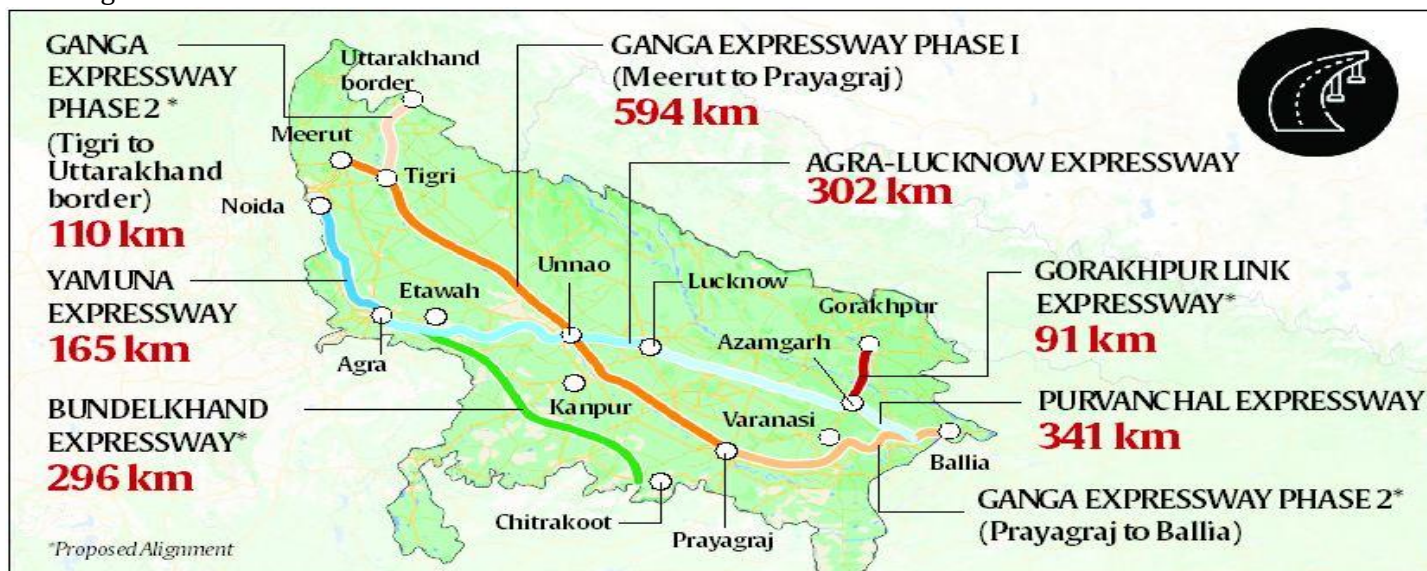 GANGA
EXPRESSWAY
PHASE 2 *
(Tigri to
Uttarakhand
border)
110 km
YAMUNA
EXPRESSWAY
165 km
BUNDELKHAND
EXPRESSWAY*
296 km
*Proposed Alignment
Uttarakhand
border
Meerut
Tigri
Noida
Etawah
Agra
Unnao
Kanpur
Lucknow
Gorakhpur
Azamgarh
Varanasi
Ballia
Chitrakoot
Prayagraj
GANGA EXPRESSWAY PHASE I
(Meerut to Prayagraj)
594 km
AGRA-LUCKNOW EXPRESSWAY
302 km
GORAKHPUR LINK
EXPRESSWAY*
91 km
PURVANCHAL EXPRESSWAY
341 km
GANGA EXPRESSWAY PHASE 2*
(Prayagraj to Ballia)